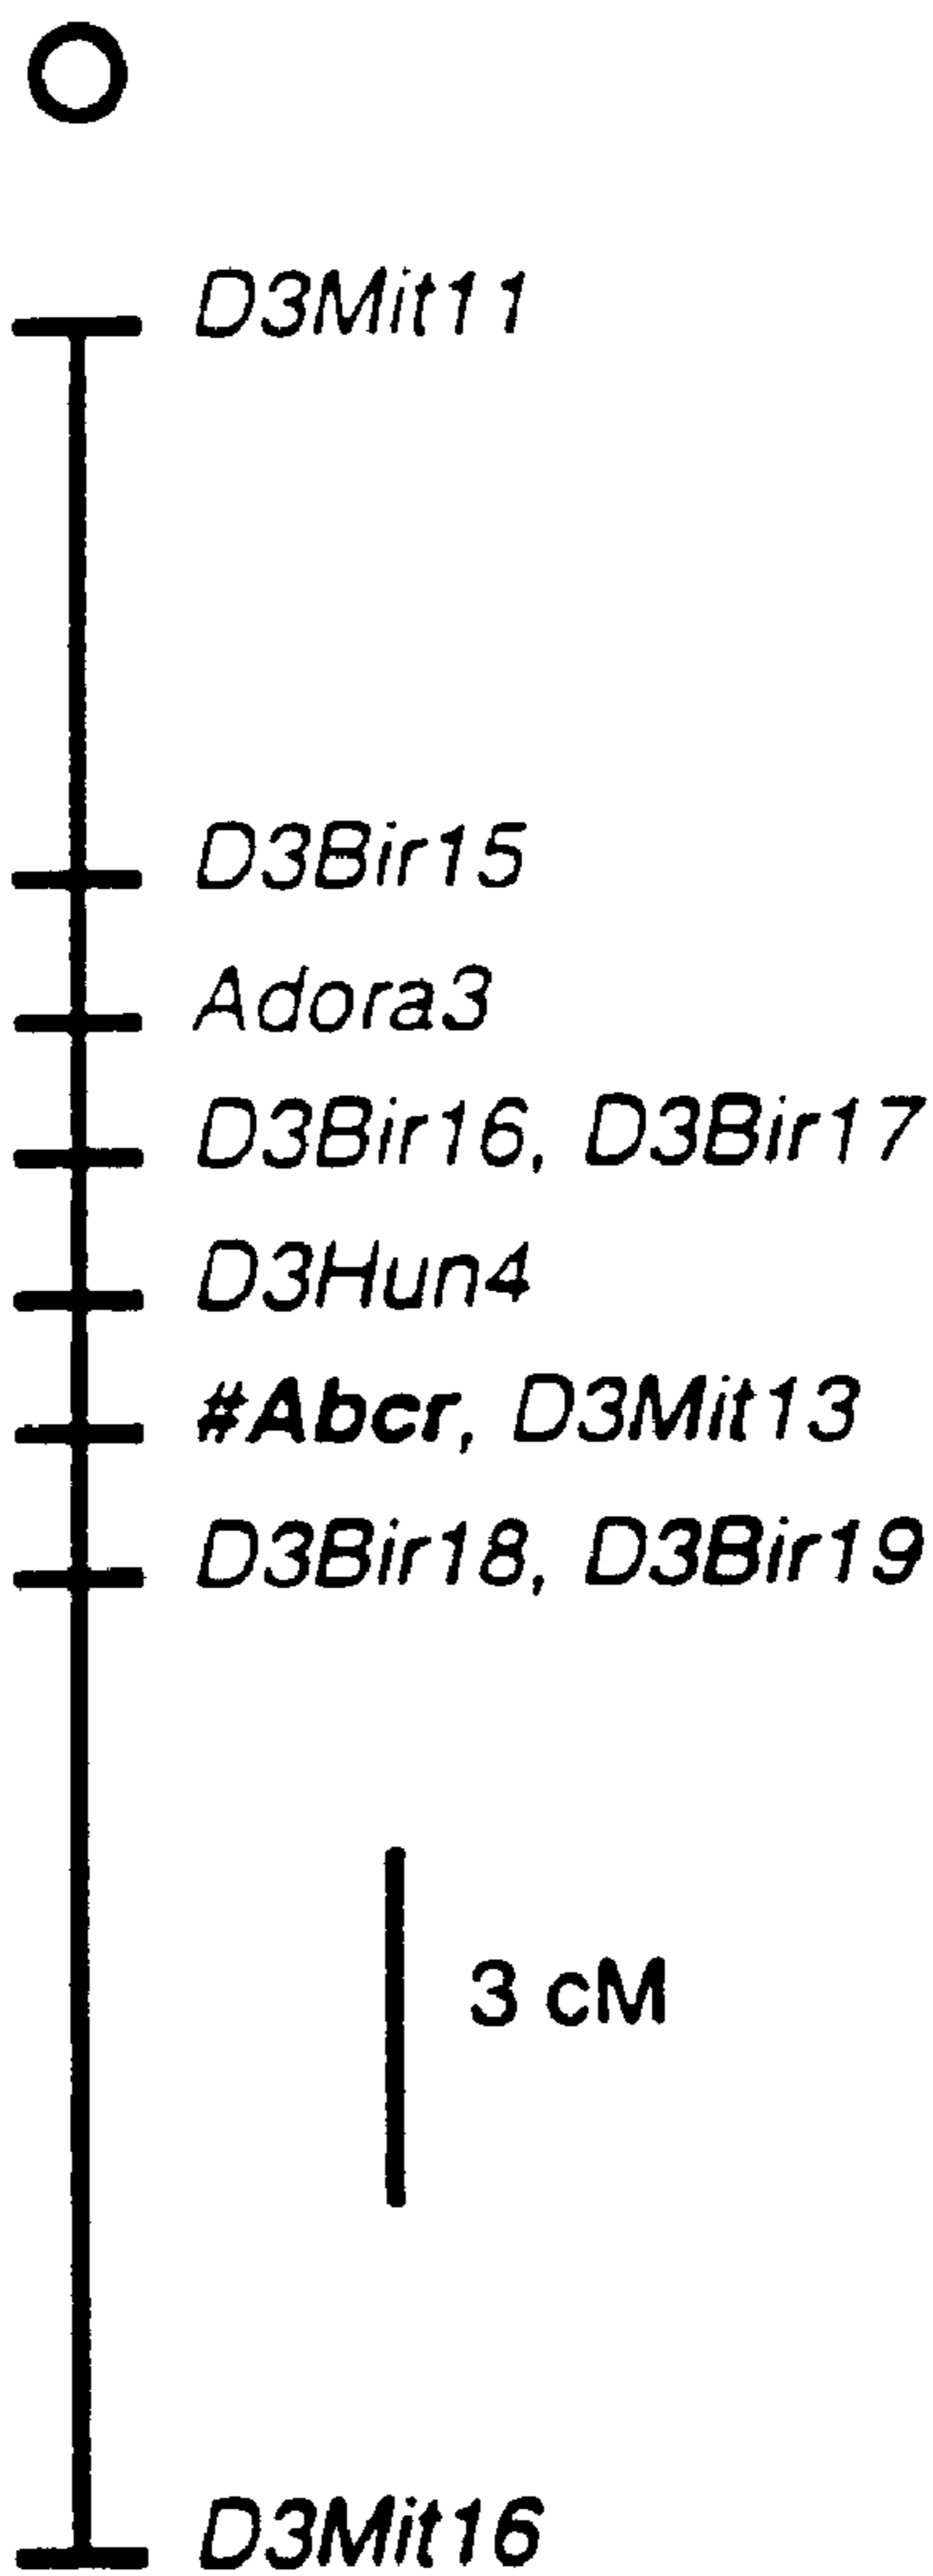 D3Mit11
D3Bir15
Adora3
D3Bir16, D3Bir17
D3Hun4
#Abcr, D3Mit13
D3Bir18, D3Bir19
3 cM
D3Mit16